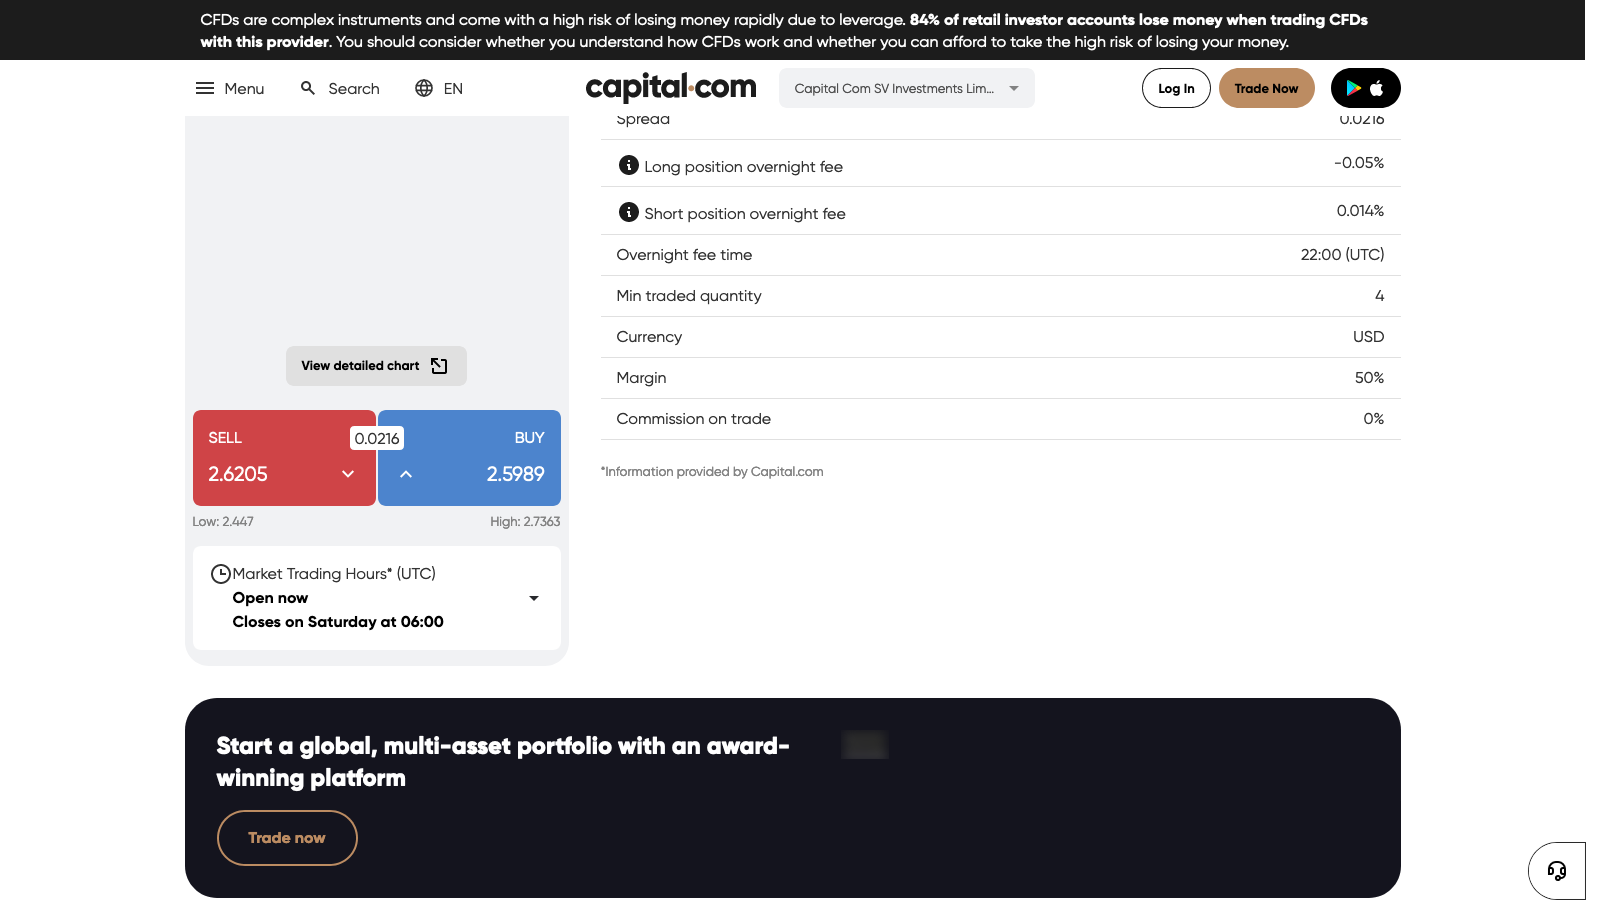 CFDs are complex instruments and come with a high risk of losing money rapidly due to leverage. 84% of retail investor accounts lose money when trading CFDs
with this provider. You should consider whether you understand how CFDs work and whether you can afford to take the high risk of losing your money.
Menu
Search
EN
capital.com
Capital Com SV Investments Lim...
Log In
Trade Now
Spread 0.0216
Long position overnight fee -0.05%
Short position overnight fee 0.014%
Overnight fee time 22:00 (UTC)
Min traded quantity 4
Currency USD
Margin 50%
Commission on trade 0%
*Information provided by Capital.com
View detailed chart
SELL
0.0216
BUY
2.6205
2.5989
Low: 2.447
High: 2.7363
Market Trading Hours* (UTC)
Open now
Closes on Saturday at 06:00
Start a global, multi-asset portfolio with an award-
winning platform
Trade now